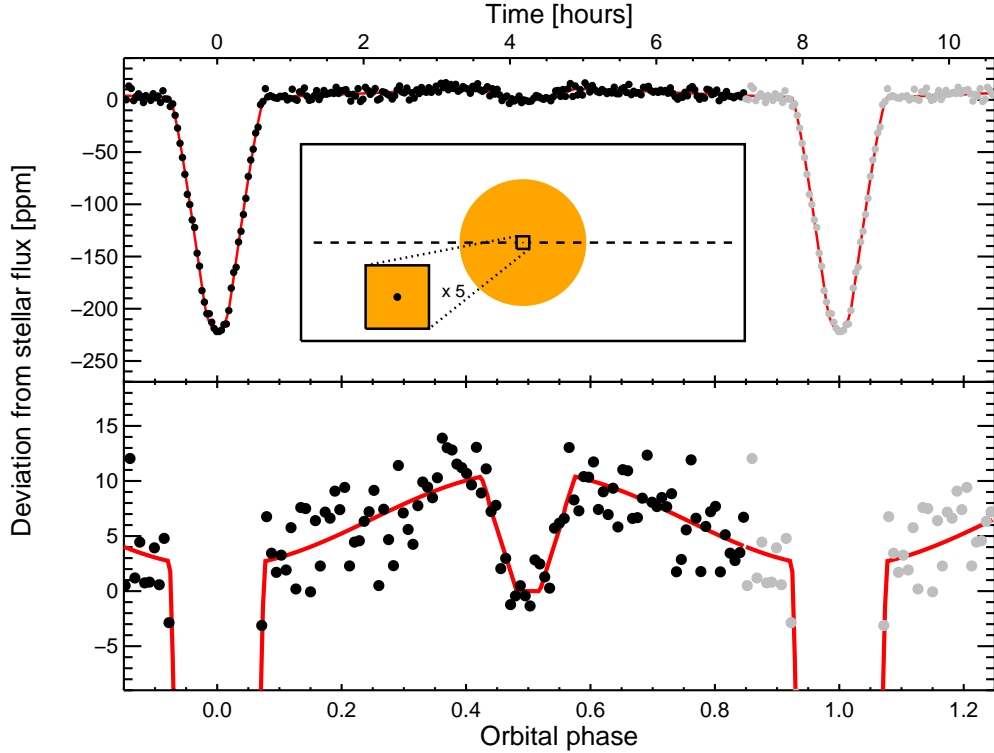 Time [hours]
0 2 4 6 8 10
Deviation from stellar flux [ppm]
0
−50
−100
−150
−200
−250
x 5
15
10
5
0
−5
0.0 0.2 0.4 0.6 0.8 1.0 1.2
Orbital phase